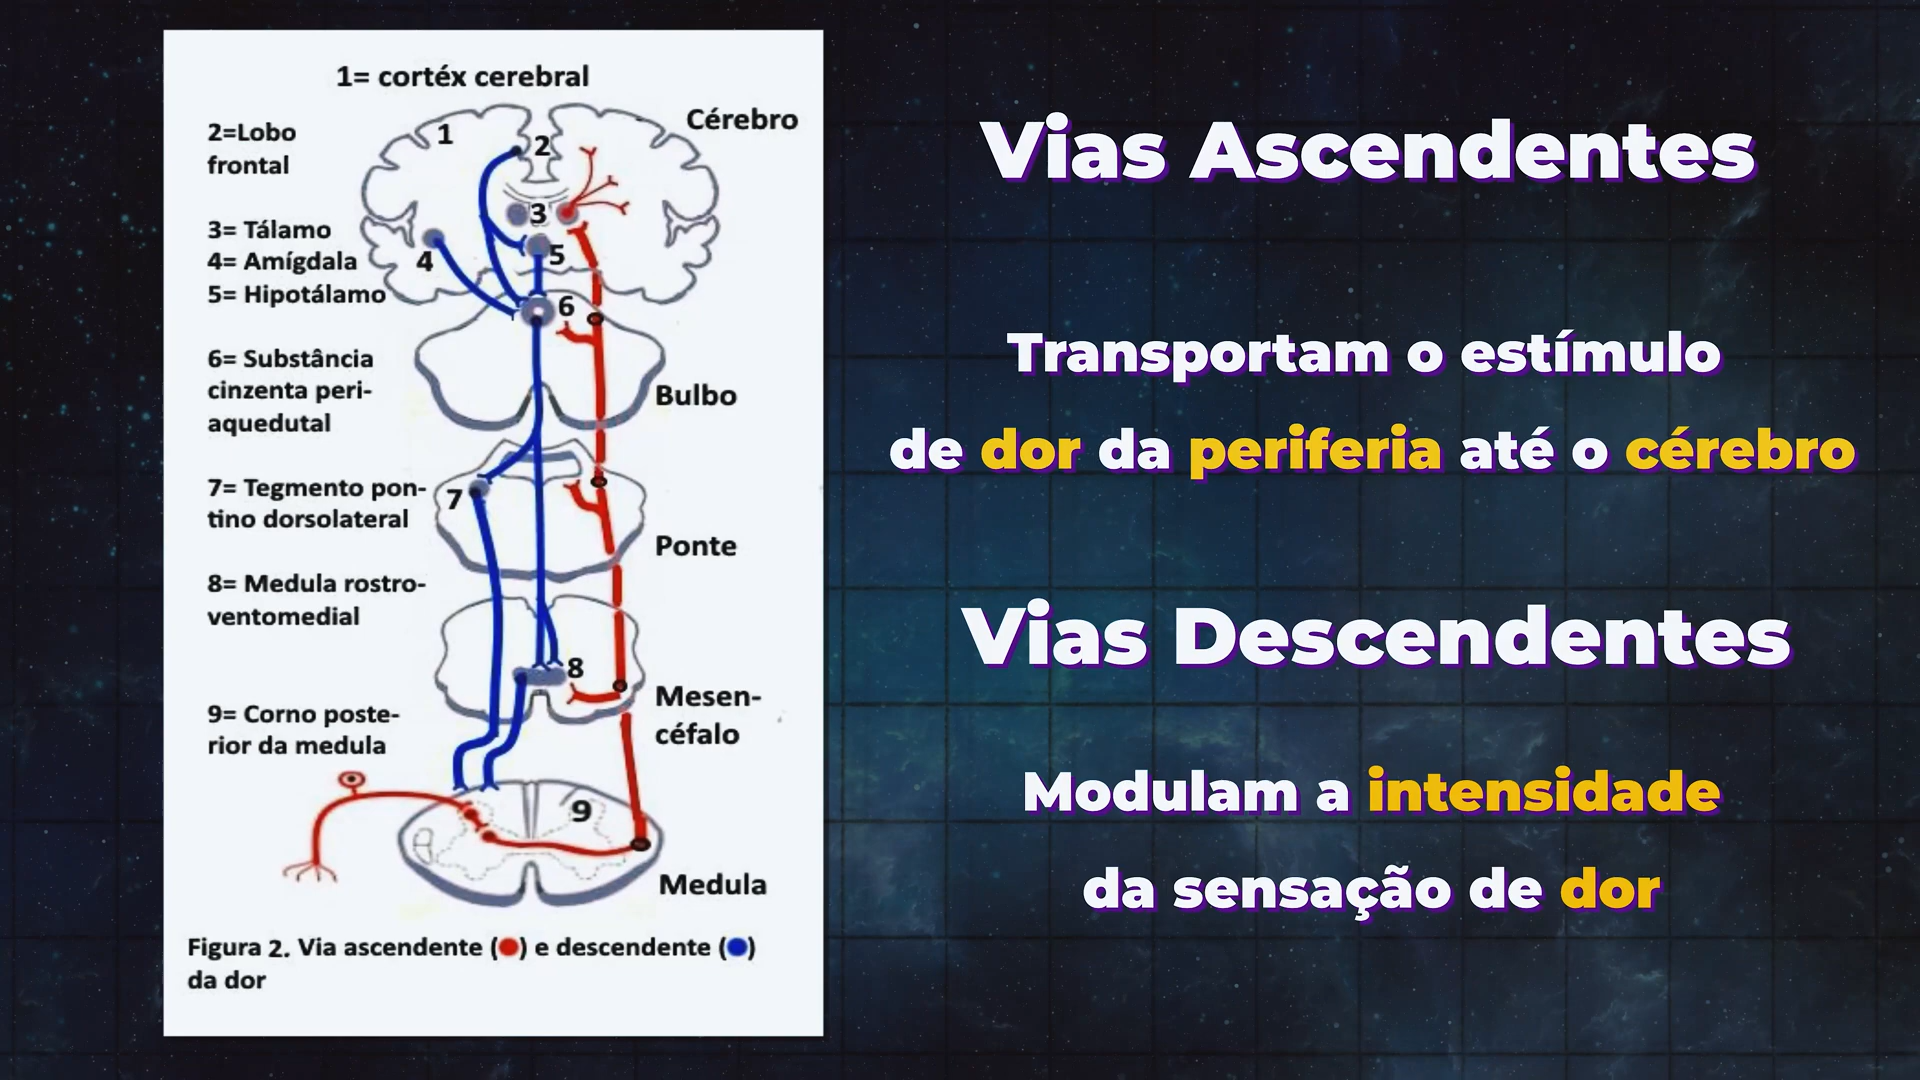 1= cortéx cerebral
Cérebro
2=Lobo
frontal
1
2
3
3= Tálamo
4= Amígdala
5= Hipotálamo
4
5
6
6= Substância
cinzenta peri-
aquedutal
Bulbo
7= Tegmento pon-
tino dorsolateral
7
Ponte
8= Medula rostro-
ventomedial
8
Mesen-
céfalo
9= Corno poste-
rior da medula
9
Medula
Figura 2. Via ascendente () e descendente ()
da dor
Vias Ascendentes
Transportam o estímulo
de dor da periferia até o cérebro
Vias Descendentes
Modulam a intensidade
da sensação de dor